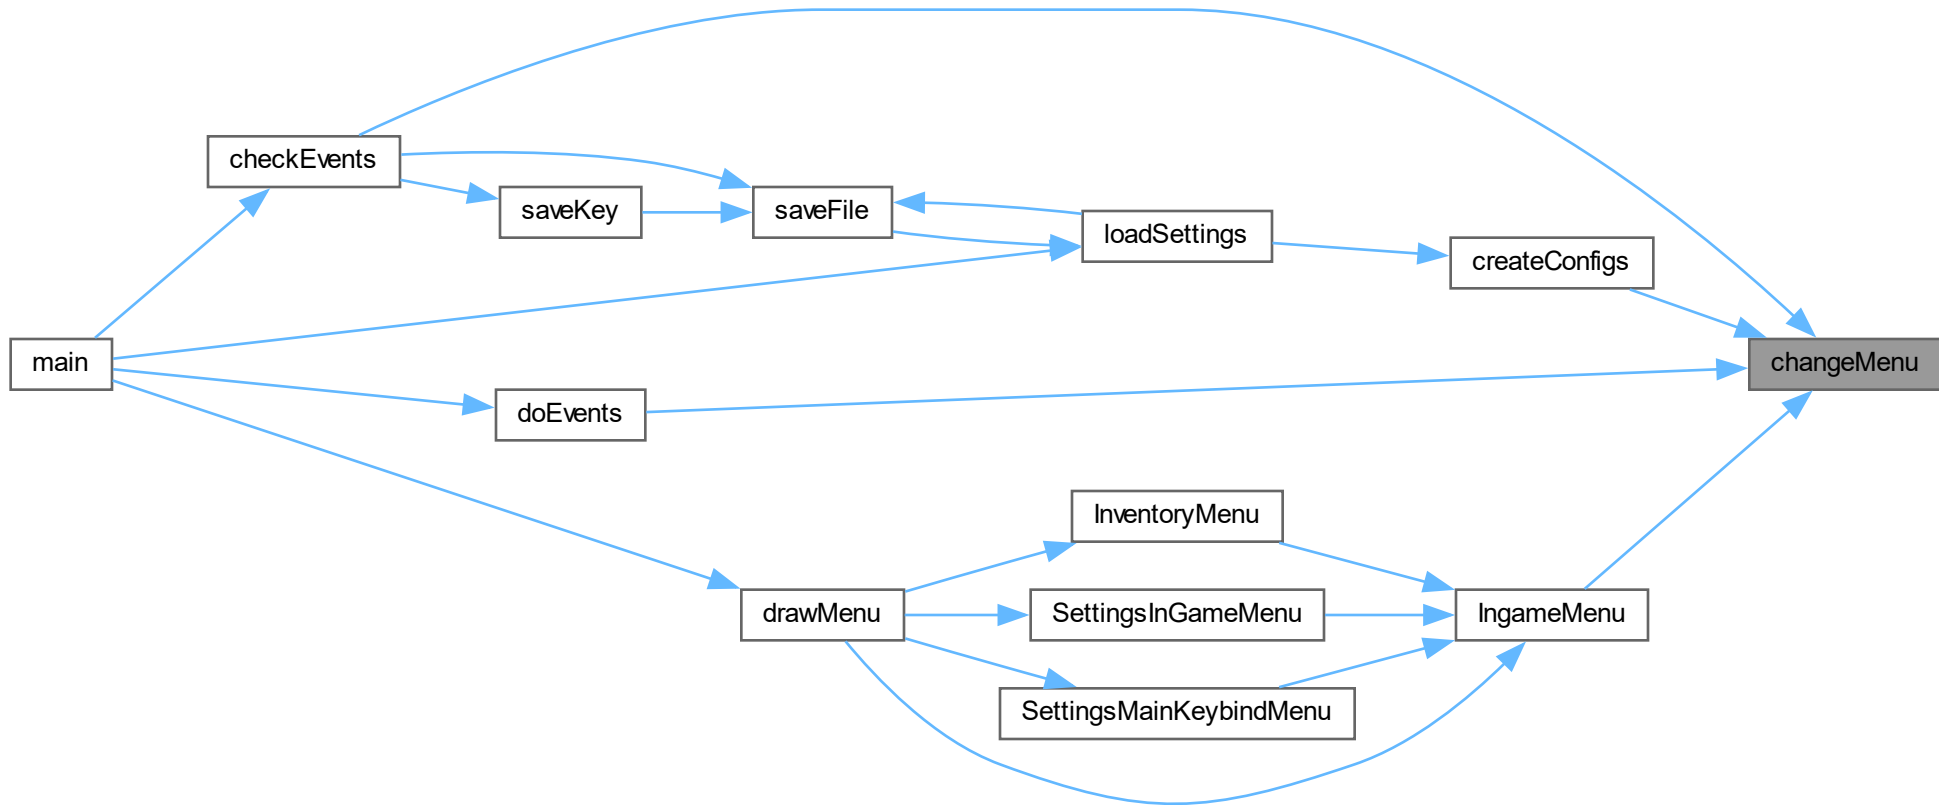 checkEvents
saveKey
saveFile
loadSettings
createConfigs
main
changeMenu
doEvents
InventoryMenu
drawMenu
SettingsInGameMenu
IngameMenu
SettingsMainKeybindMenu